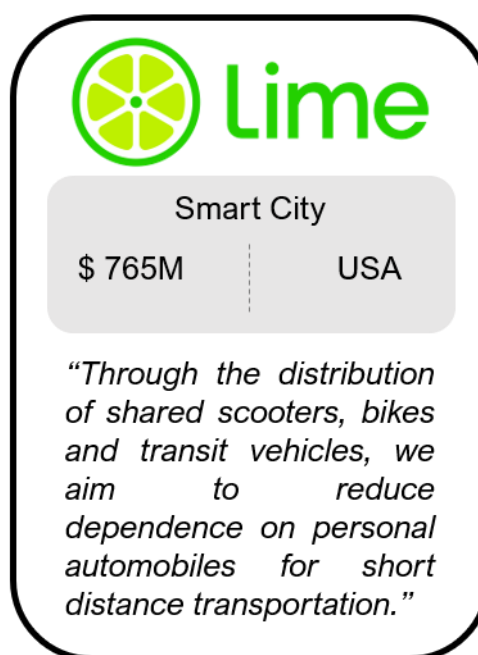 Lime
Smart City
$ 765M USA
“Through the distribution
of shared scooters, bikes
and transit vehicles, we
aim to reduce
dependence on personal
automobiles for short
distance transportation.”